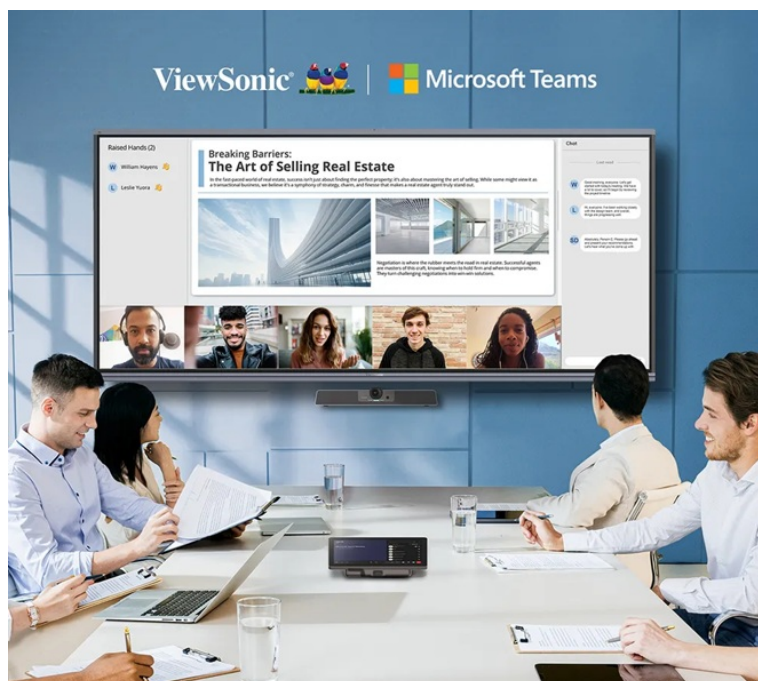 ViewSonic®
Microsoft Teams
Raised Hands (2)
W William Hayens
L Leslie Yuora
Breaking Barriers:
The Art of Selling Real Estate
In the fast-paced world of real estate, success isn't just about finding the perfect property; it's also about mastering the art of selling. While some might view it as
a transactional business, we believe it's a symphony of strategy, charm, and finesse that makes a real estate agent truly stand out.
Negotiation is where the rubber meets the road in real estate. Successful agents
are masters of this craft, knowing when to hold firm and when to compromise.
They turn challenging negotiations into win-win solutions.
Chat
Last read
W
L
SO